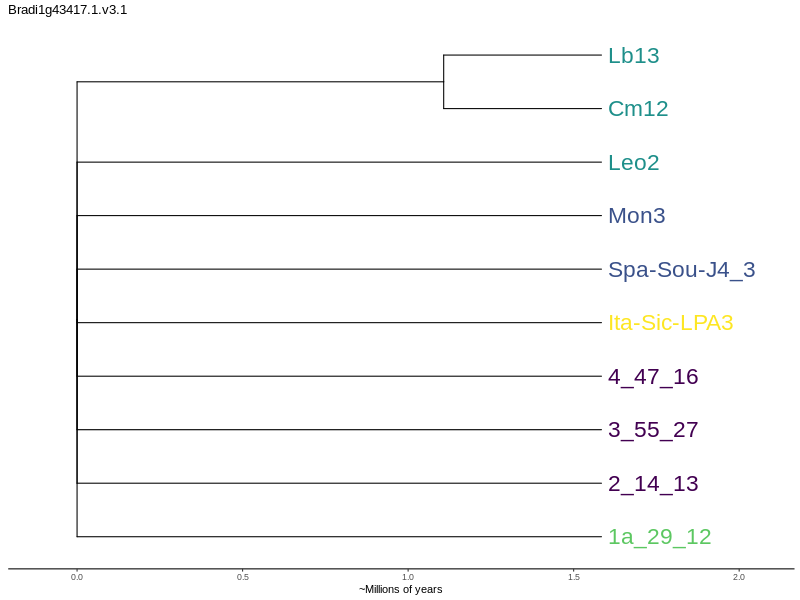 Bradi1g43417.1.v3.1
Lb13
Cm12
Leo2
Mon3
Spa-Sou-J4_3
Ita-Sic-LPA3
4_47_16
3_55_27
2_14_13
1a_29_12
0.0 0.5 1.0 1.5 2.0
~Millions of years